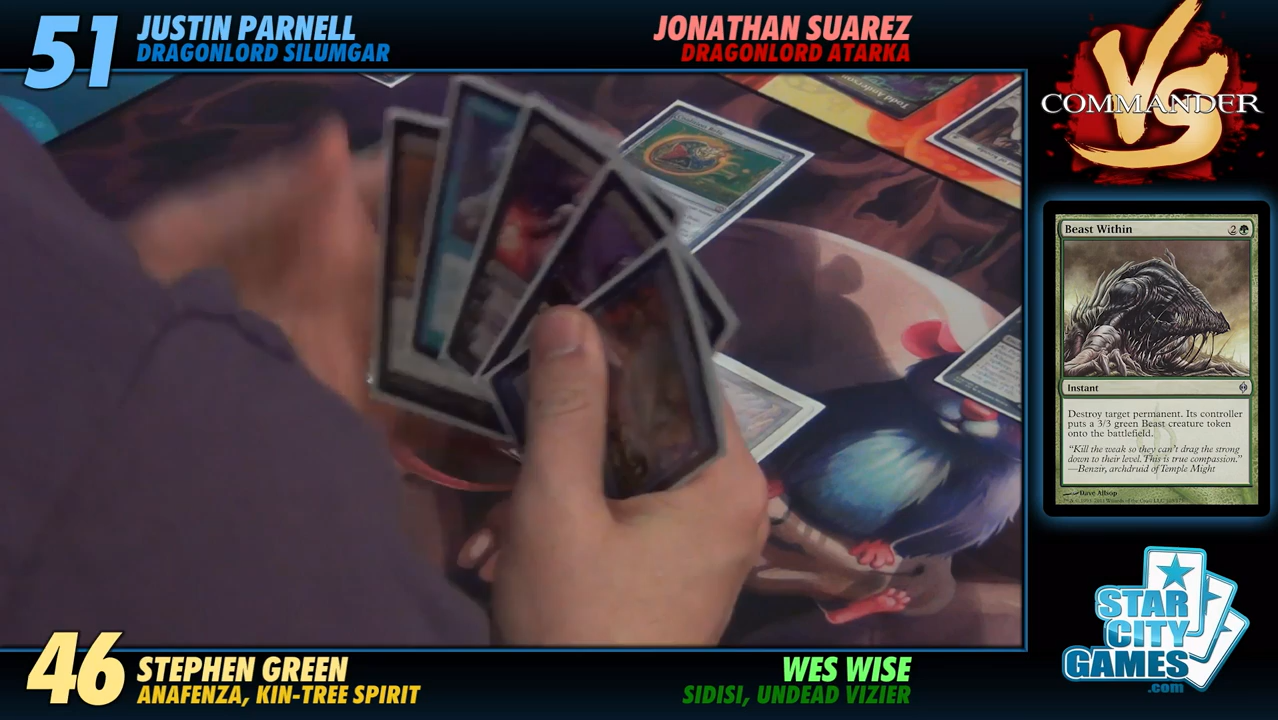 51
JUSTIN PARNELL
DRAGONLORD SILUMGAR
JONATHAN SUAREZ
DRAGONLORD ATARKA
VS
COMMANDER
Todd Anderson
Beast Within
2
Instant
Destroy target permanent. Its controller
puts a 3/3 green Beast creature token
onto the battlefield.
"Kill the weak so they can't drag the strong
down to their level. This is true compassion."
—Benzir, archdruid of Temple Might
Dave Allsop
STAR
CITY
GAMES
.com
46
STEPHEN GREEN
ANAFENZA, KIN-TREE SPIRIT
WES WISE
SIDISI, UNDEAD VIZIER